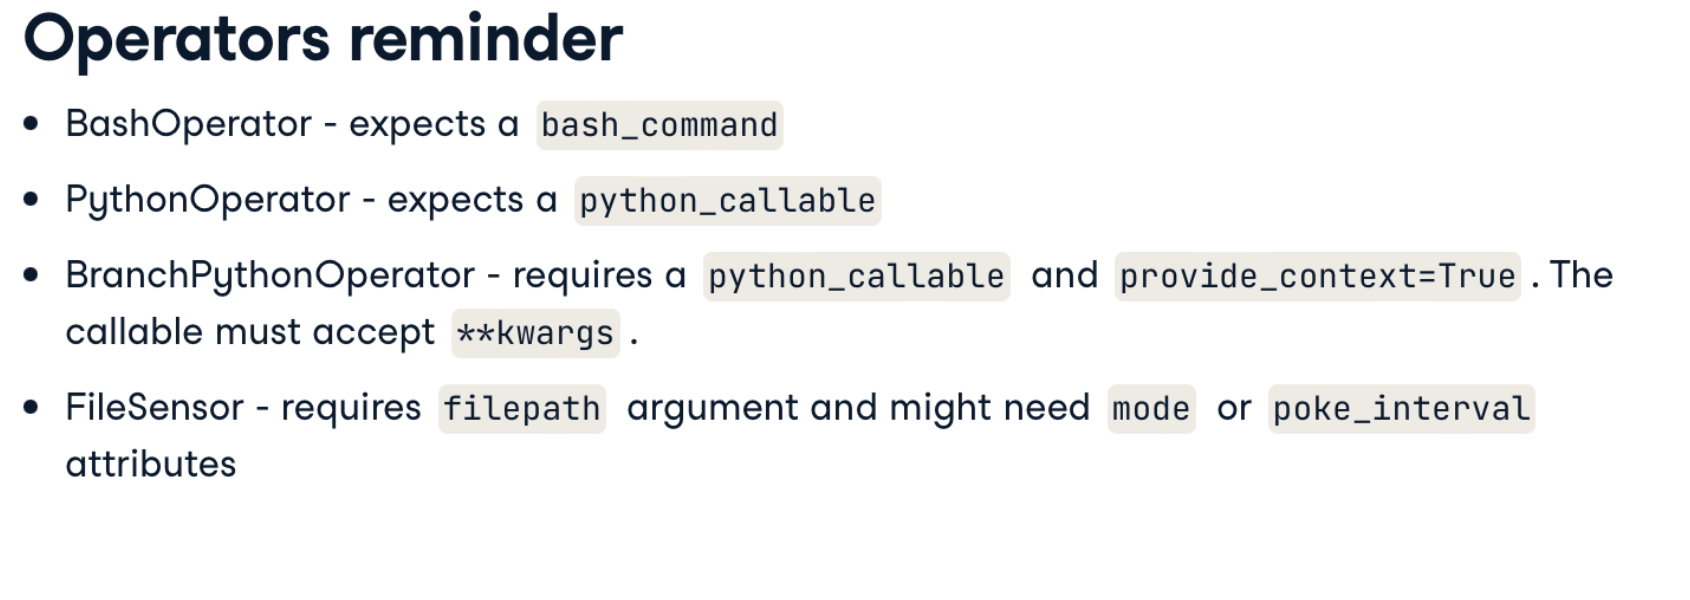 Operators reminder
• BashOperator - expects a bash_command
• PythonOperator - expects a python_callable
• BranchPythonOperator - requires a python_callable and provide_context=True . The
callable must accept **kwargs .
• FileSensor - requires filepath argument and might need mode or poke_interval
attributes